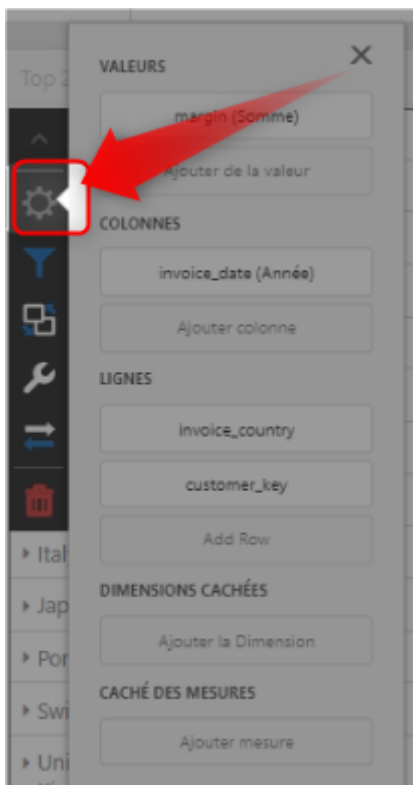 Top 2
VALEURS
margin (Somme)
Ajouter de la valeur
COLONNES
invoice_date (Année)
Ajouter colonne
LIGNES
invoice_country
customer_key
Add Row
DIMENSIONS CACHÉES
Ajouter la Dimension
CACHÉ DES MESURES
Ajouter mesure
Ital
Jap
Por
Swi
Uni